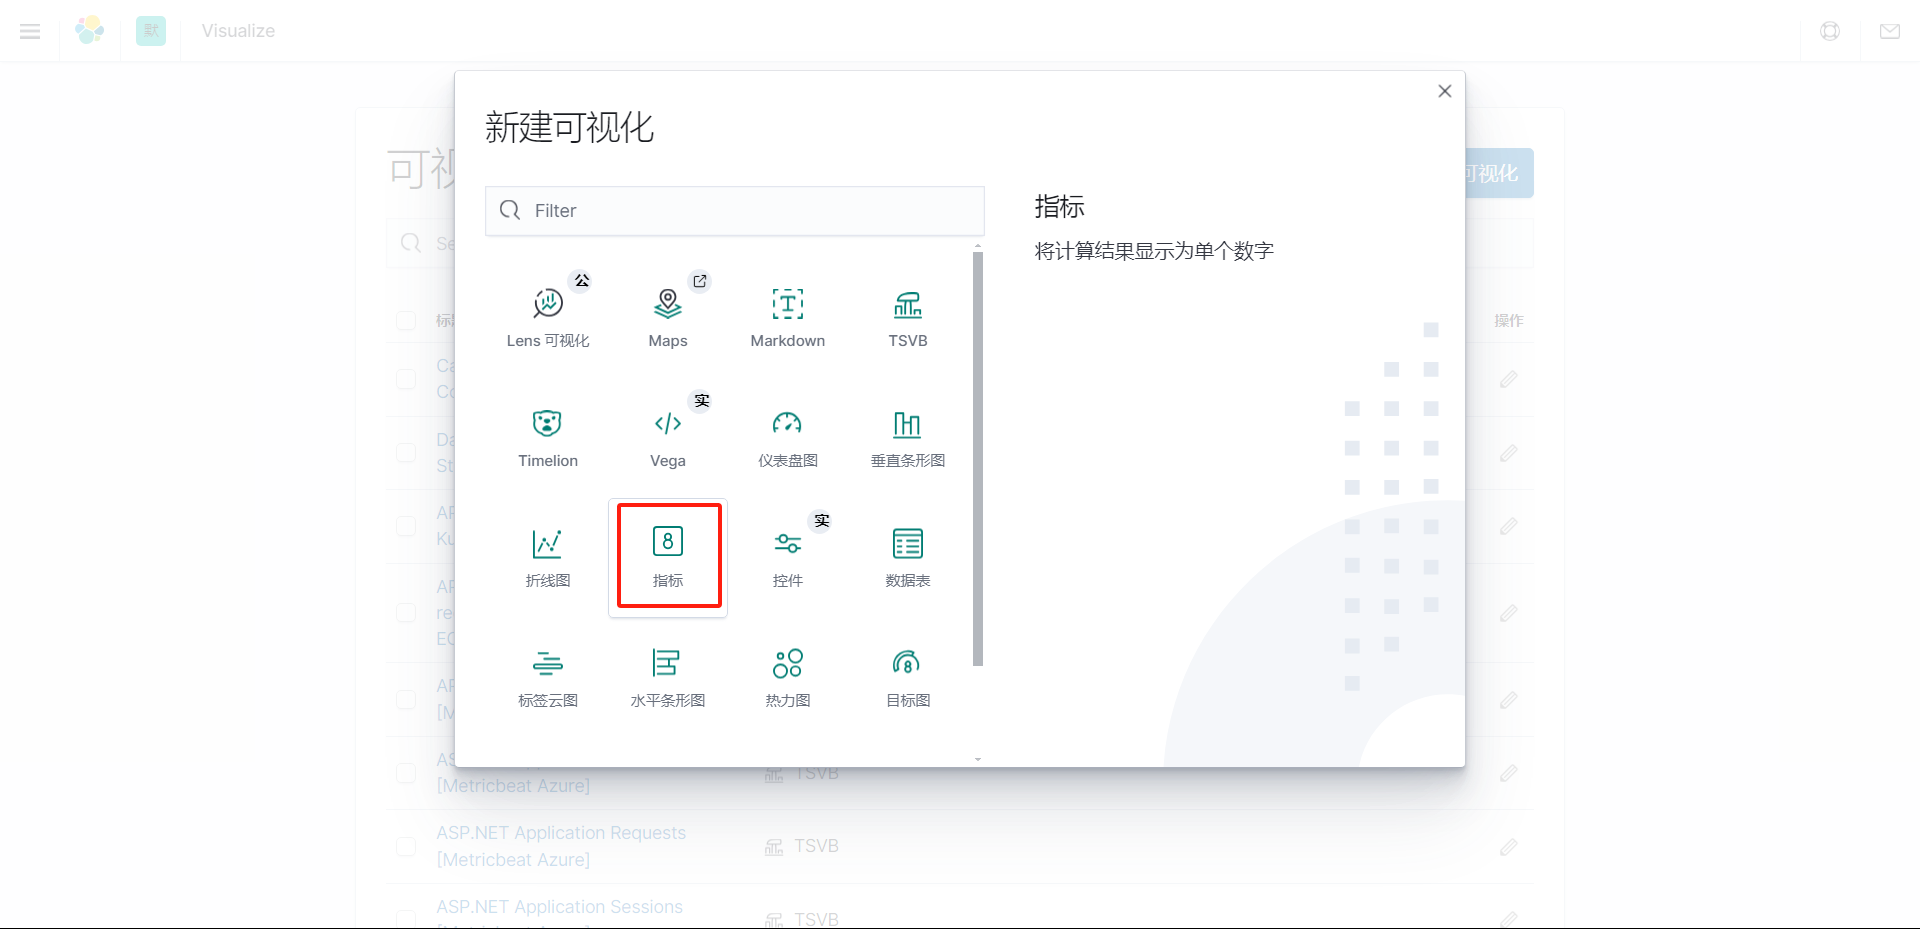 默
Visualize
新建可视化
可视
可视化
Filter
Se
指标
将计算结果显示为单个数字
公
Lens 可视化
Maps
Markdown
TSVB
标题
操作
Ca
Co
实
Timelion
Vega
仪表盘图
垂直条形图
Da
St
实
8
折线图
指标
控件
数据表
AP
Ku
AP
re
EC
8
标签云图
水平条形图
热力图
目标图
AP
[M
AS
[Metricbeat Azure]
TSVB
ASP.NET Application Requests
[Metricbeat Azure]
TSVB
ASP.NET Application Sessions
TSVB